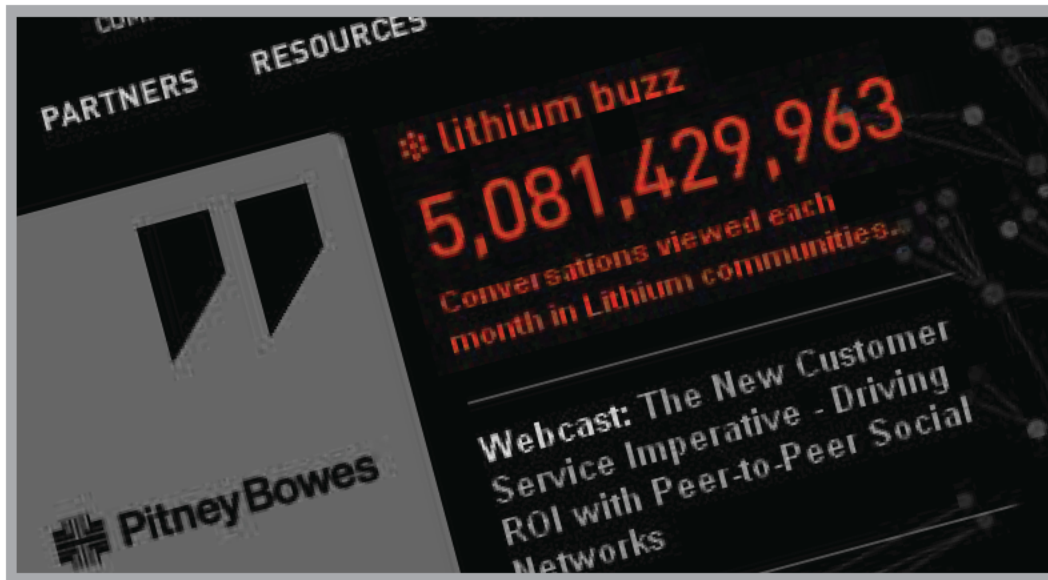 PARTNERS RESOURCES
lithium buzz
5,081,429,963
Conversations viewed each
month in Lithium communities.
Webcast: The New Customer
Service Imperative - Driving
ROI with Peer-to-Peer Social
Networks
PitneyBowes